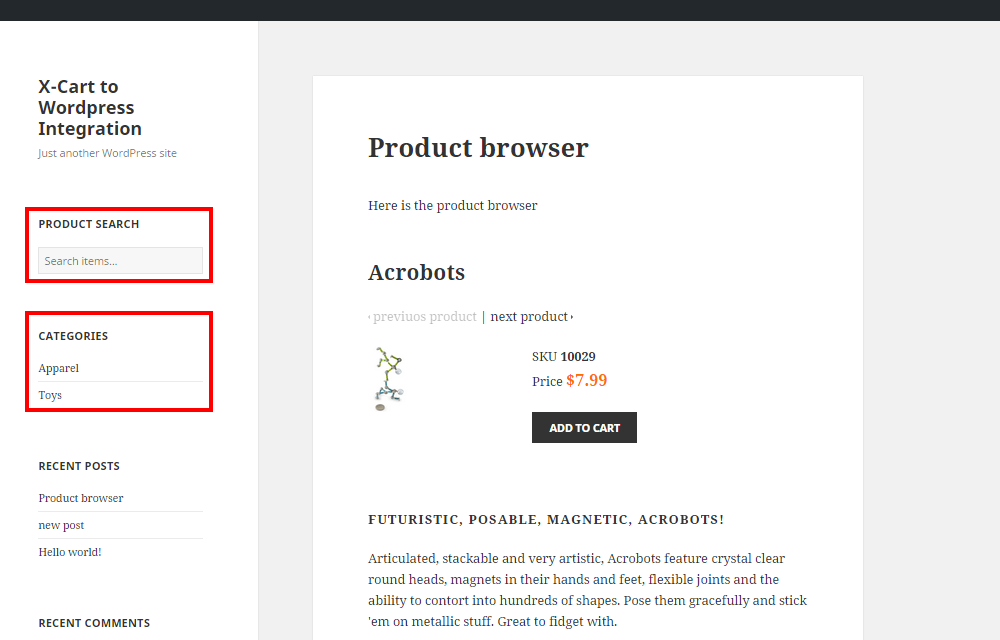 X-Cart to
Wordpress
Integration
Just another WordPress site
PRODUCT SEARCH
Search items...
CATEGORIES
Apparel
Toys
RECENT POSTS
Product browser
new post
Hello world!
RECENT COMMENTS
Product browser
Here is the product browser
Acrobots
‹ previuos product | next product ›
SKU 10029
Price $7.99
ADD TO CART
FUTURISTIC, POSABLE, MAGNETIC, ACROBOTS!
Articulated, stackable and very artistic, Acrobots feature crystal clear
round heads, magnets in their hands and feet, flexible joints and the
ability to contort into hundreds of shapes. Pose them gracefully and stick
'em on metallic stuff. Great to fidget with.